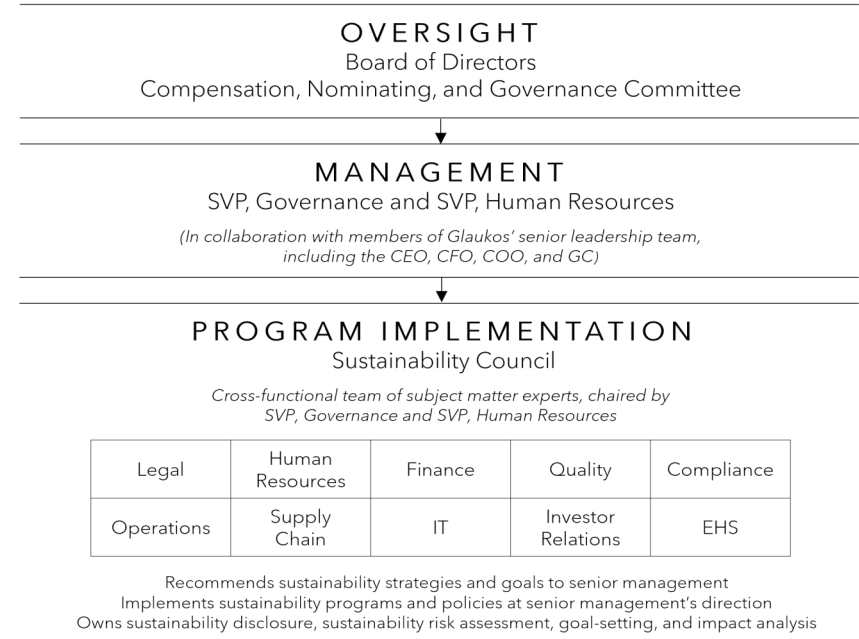 OVERSIGHT
Board of Directors
Compensation, Nominating, and Governance Committee
MANAGEMENT
SVP, Governance and SVP, Human Resources
(In collaboration with members of Glaukos’ senior leadership team,
including the CEO, CFO, COO, and GC)
PROGRAM IMPLEMENTATION
Sustainability Council
Cross-functional team of subject matter experts, chaired by
SVP, Governance and SVP, Human Resources
Legal
Human
Resources
Finance
Quality
Compliance
Operations
Supply
Chain
IT
Investor
Relations
EHS
Recommends sustainability strategies and goals to senior management
Implements sustainability programs and policies at senior management’s direction
Owns sustainability disclosure, sustainability risk assessment, goal-setting, and impact analysis